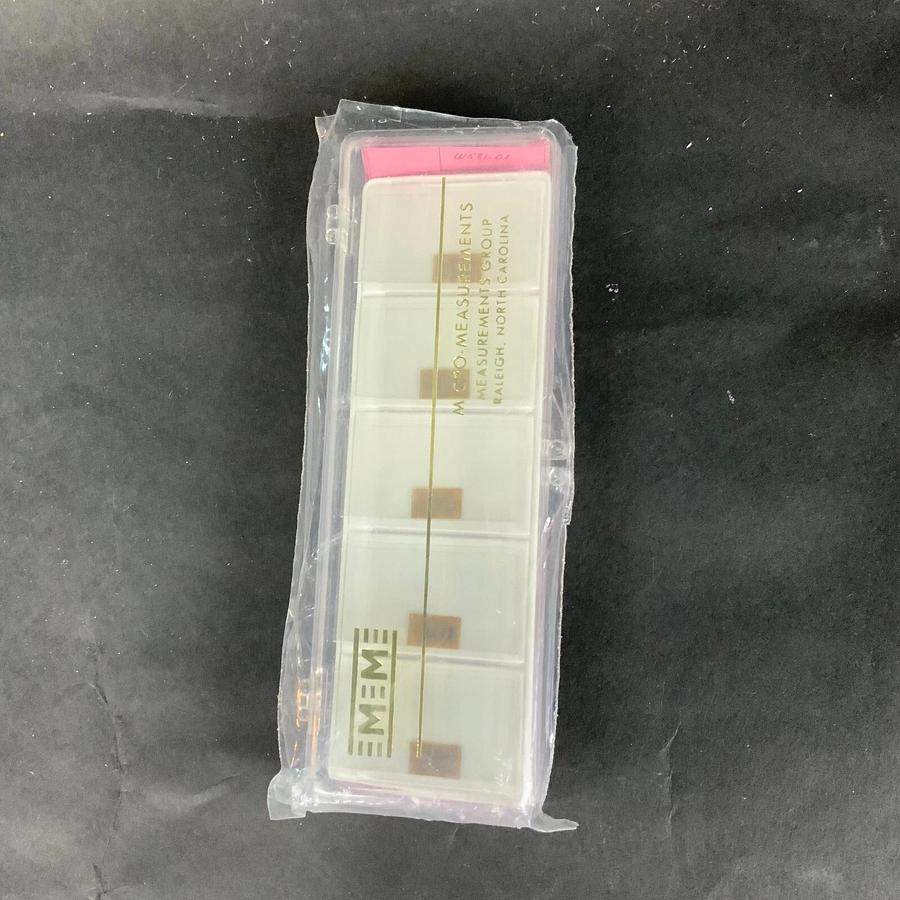 MICRO-MEASUREMENTS
MEASUREMENTS GROUP
RALEIGH, NORTH CAROLINA
MM